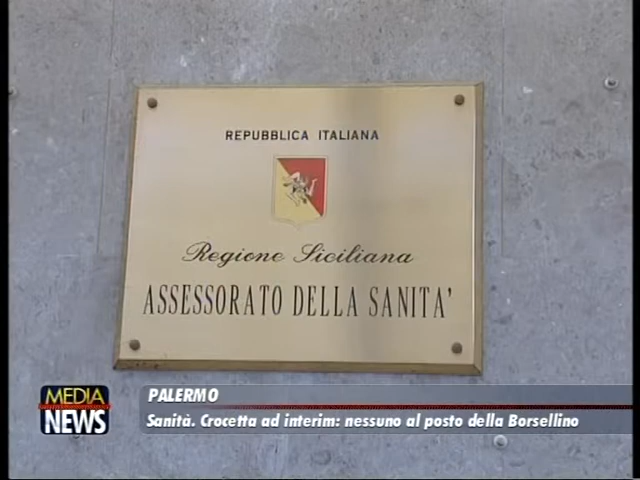 REPUBBLICA ITALIANA
Regione Siciliana
ASSESSORATO DELLA SANITA'
MEDIA
NEWS
PALERMO
Sanità. Crocetta ad interim: nessuno al posto della Borsellino